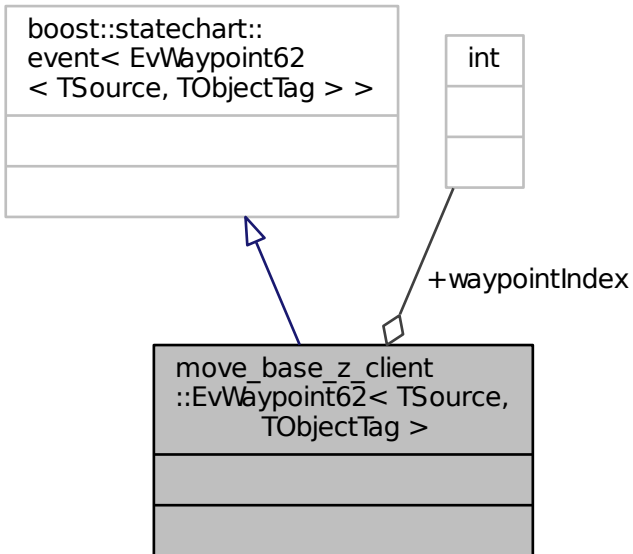 boost::statechart::
event< EvWaypoint62
< TSource, TObjectTag > >
int
+waypointIndex
move_base_z_client
::EvWaypoint62< TSource,
TObjectTag >